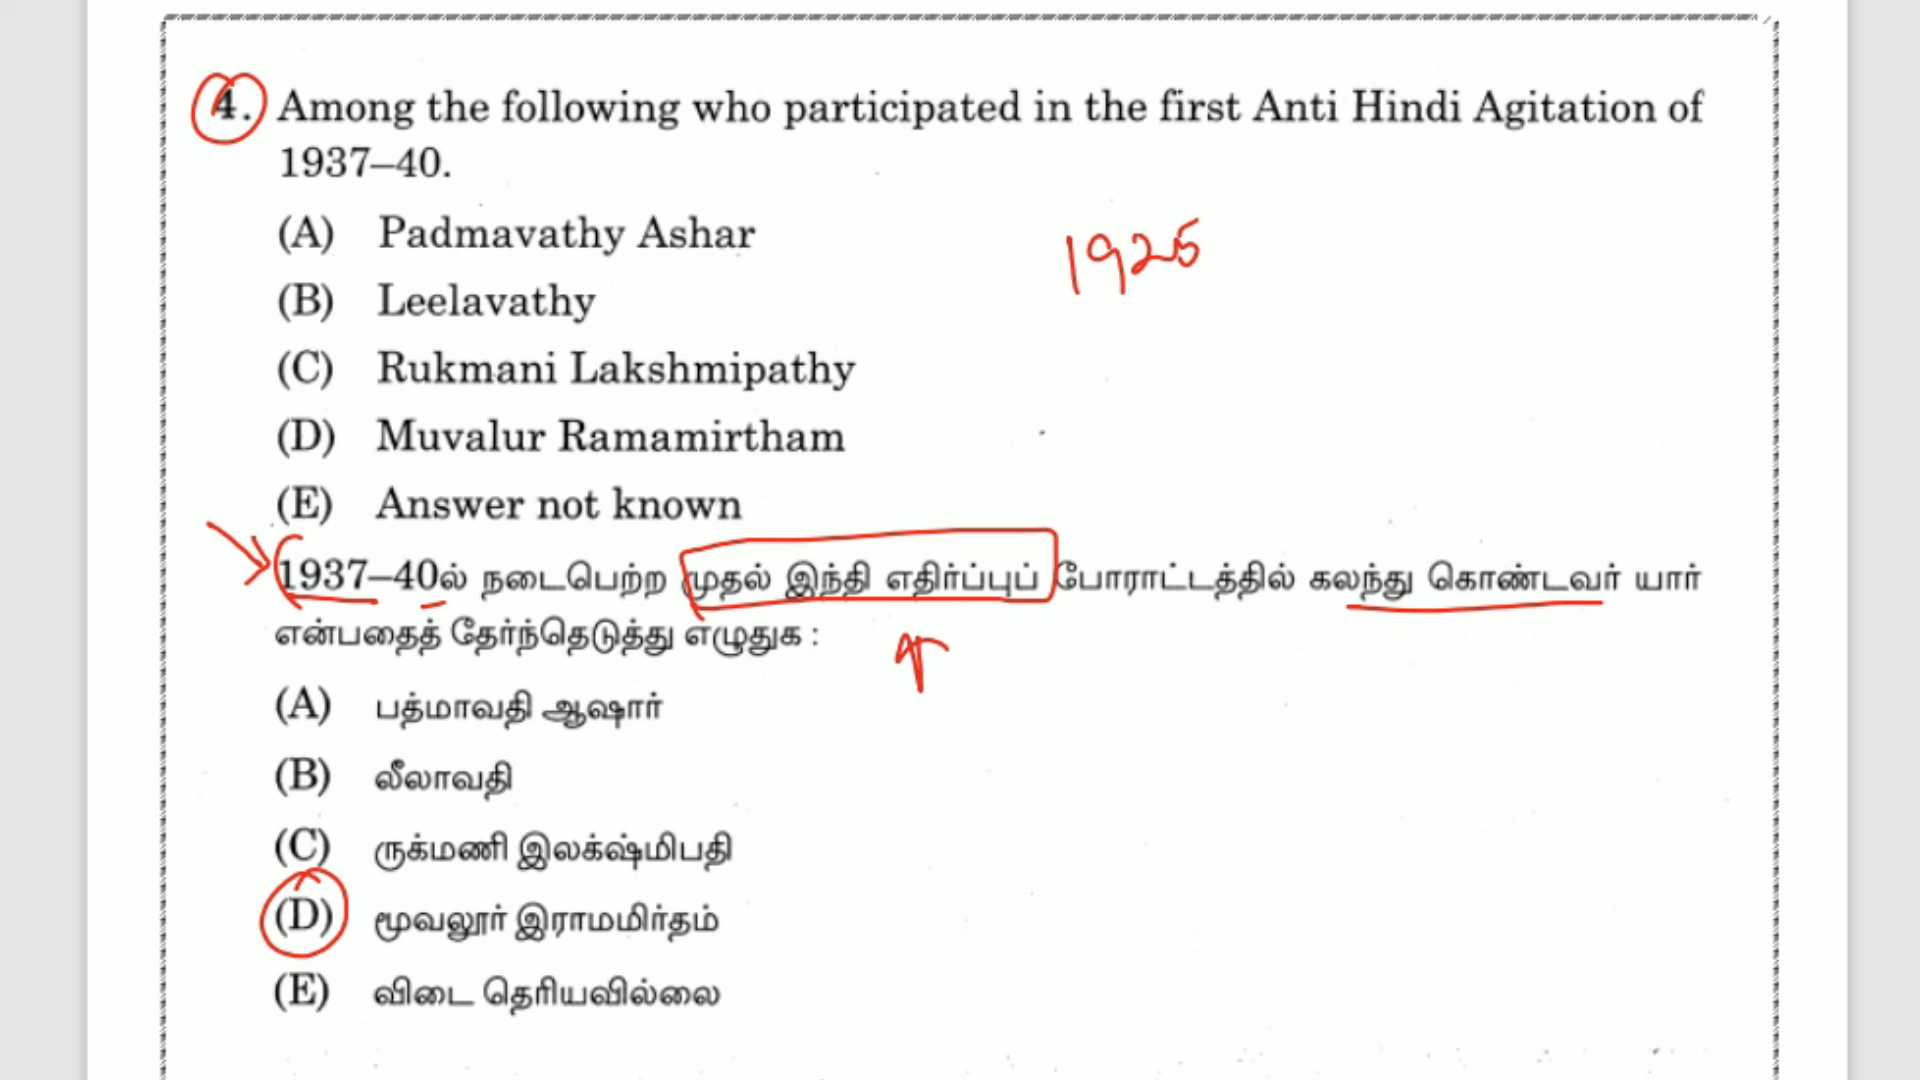 4. Among the following who participated in the first Anti Hindi Agitation of
1937–40.
(A) Padmavathy Ashar
1925
(B) Leelavathy
(C) Rukmani Lakshmipathy
(D) Muvalur Ramamirtham
(E) Answer not known
1937–40ல் நடைபெற்ற முதல் இந்தி எதிர்ப்புப் போராட்டத்தில் கலந்து கொண்டவர் யார்
என்பதைத் தேர்ந்தெடுத்து எழுதுக :
(A) பத்மாவதி ஆஷார்
(B) லீலாவதி
(C) ருக்மணி இலக்ஷ்மிபதி
(D) மூவலூர் இராமமிர்தம்
(E) விடை தெரியவில்லை